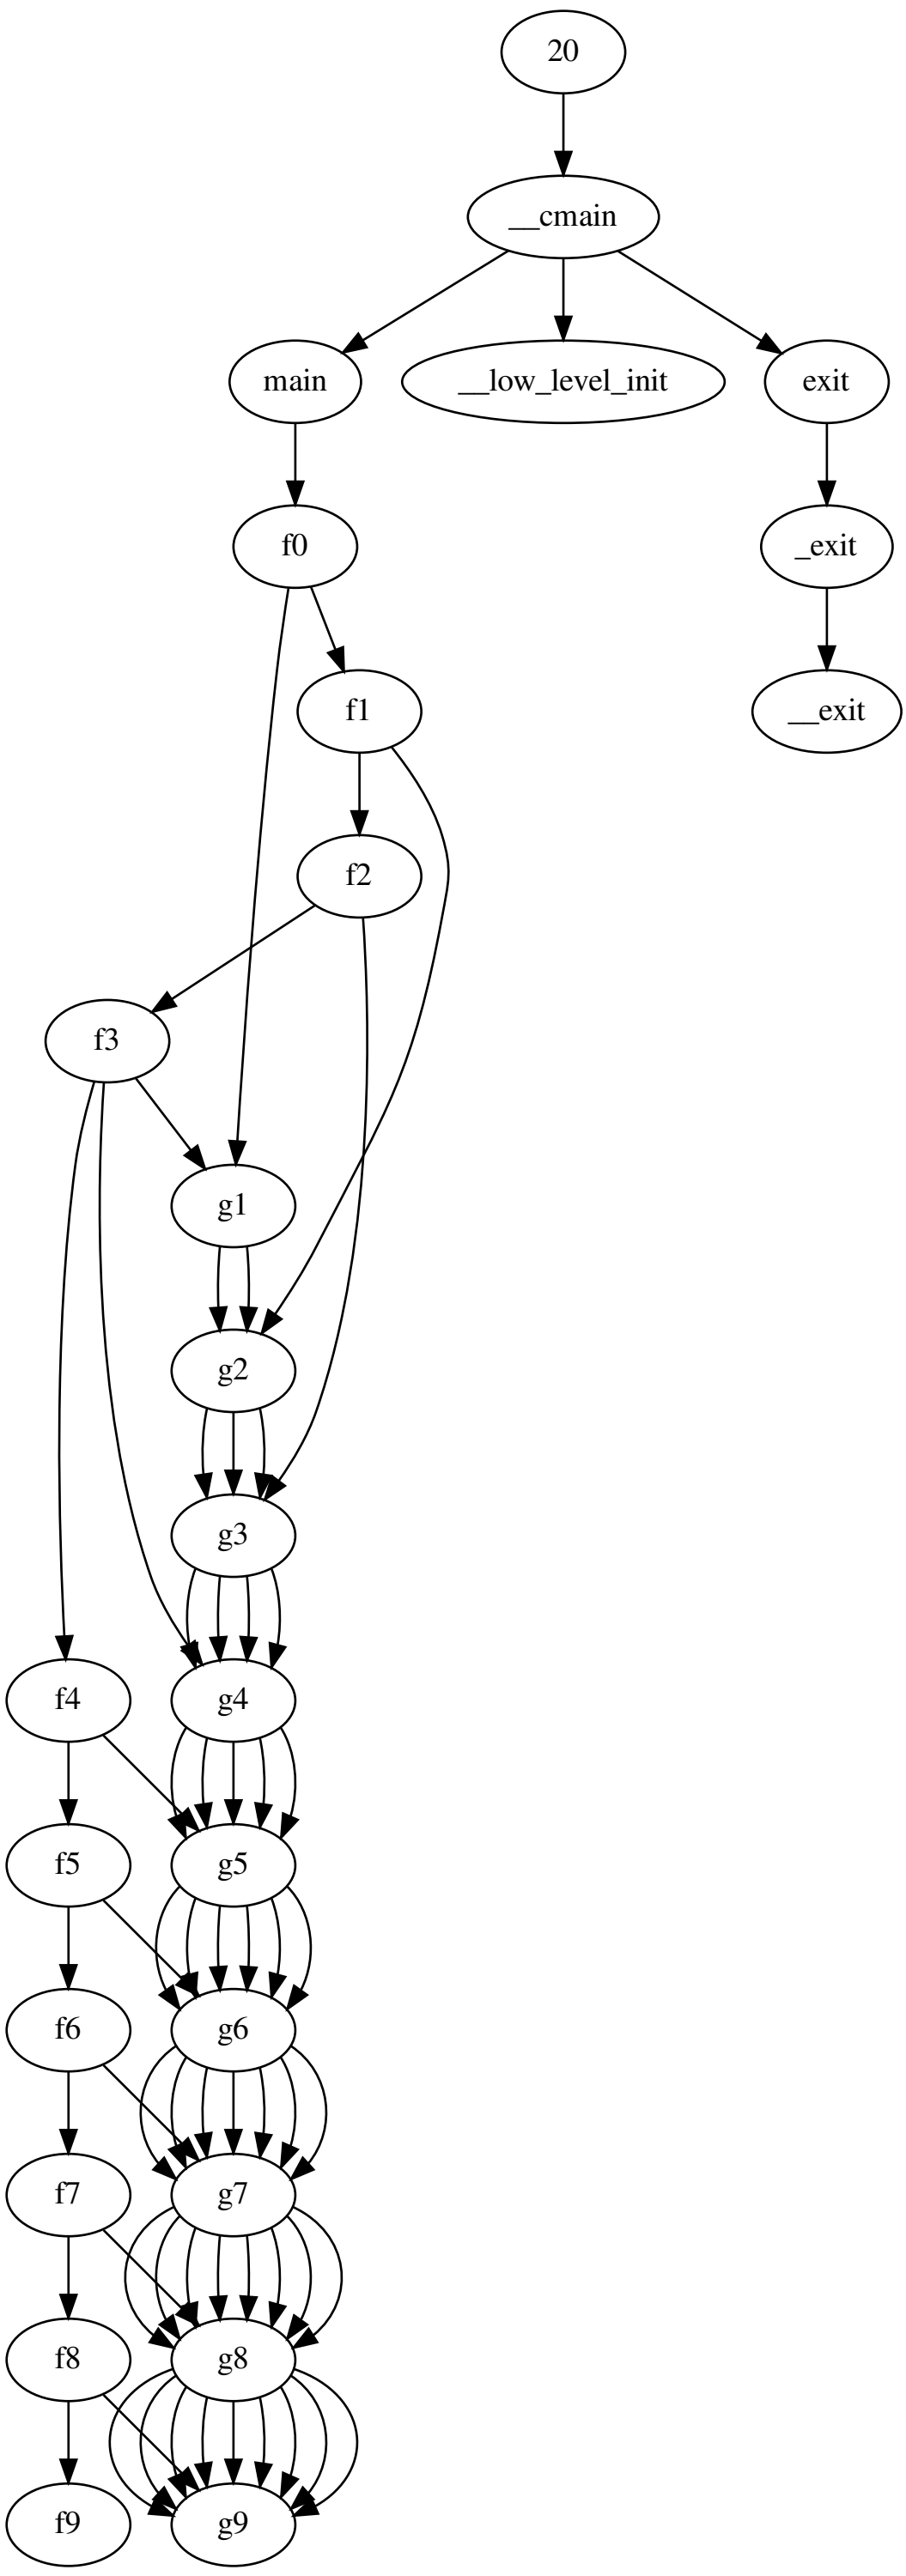 20
__cmain
main
__low_level_init
exit
f0
_exit
f1
__exit
f2
f3
g1
g2
g3
f4
g4
f5
g5
f6
g6
f7
g7
f8
g8
f9
g9